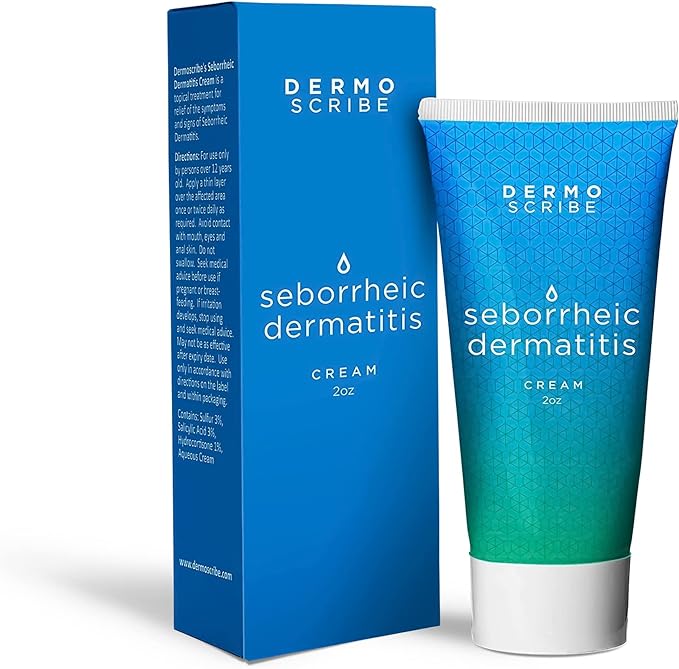 Dermoscribe's Seborrheic
Dermatitis Cream is a
topical treatment for
relief of the symptoms
and signs of Seborrheic
Dermatitis.
Directions: For use only
by persons over 12 years
old. Apply a thin layer
over the affected area
once or twice daily as
required. Avoid contact
with mouth, eyes and
anal skin. Do not
swallow. Seek medical
advice before use if
pregnant or breast-
feeding. If irritation
develops, stop using
and seek medical advice.
May not be as effective
after expiry date. Use
only in accordance with
directions on the label
and within packaging.
Contains: Sulfur 3%,
Salicylic Acid 3%,
Hydrocortisone 1%,
Aqueous Cream
www.dermoscribe.com
DERMO
SCRIBE
seborrheic
dermatitis
CREAM
2oz
DERMO
SCRIBE
seborrheic
dermatitis
CREAM
2oz